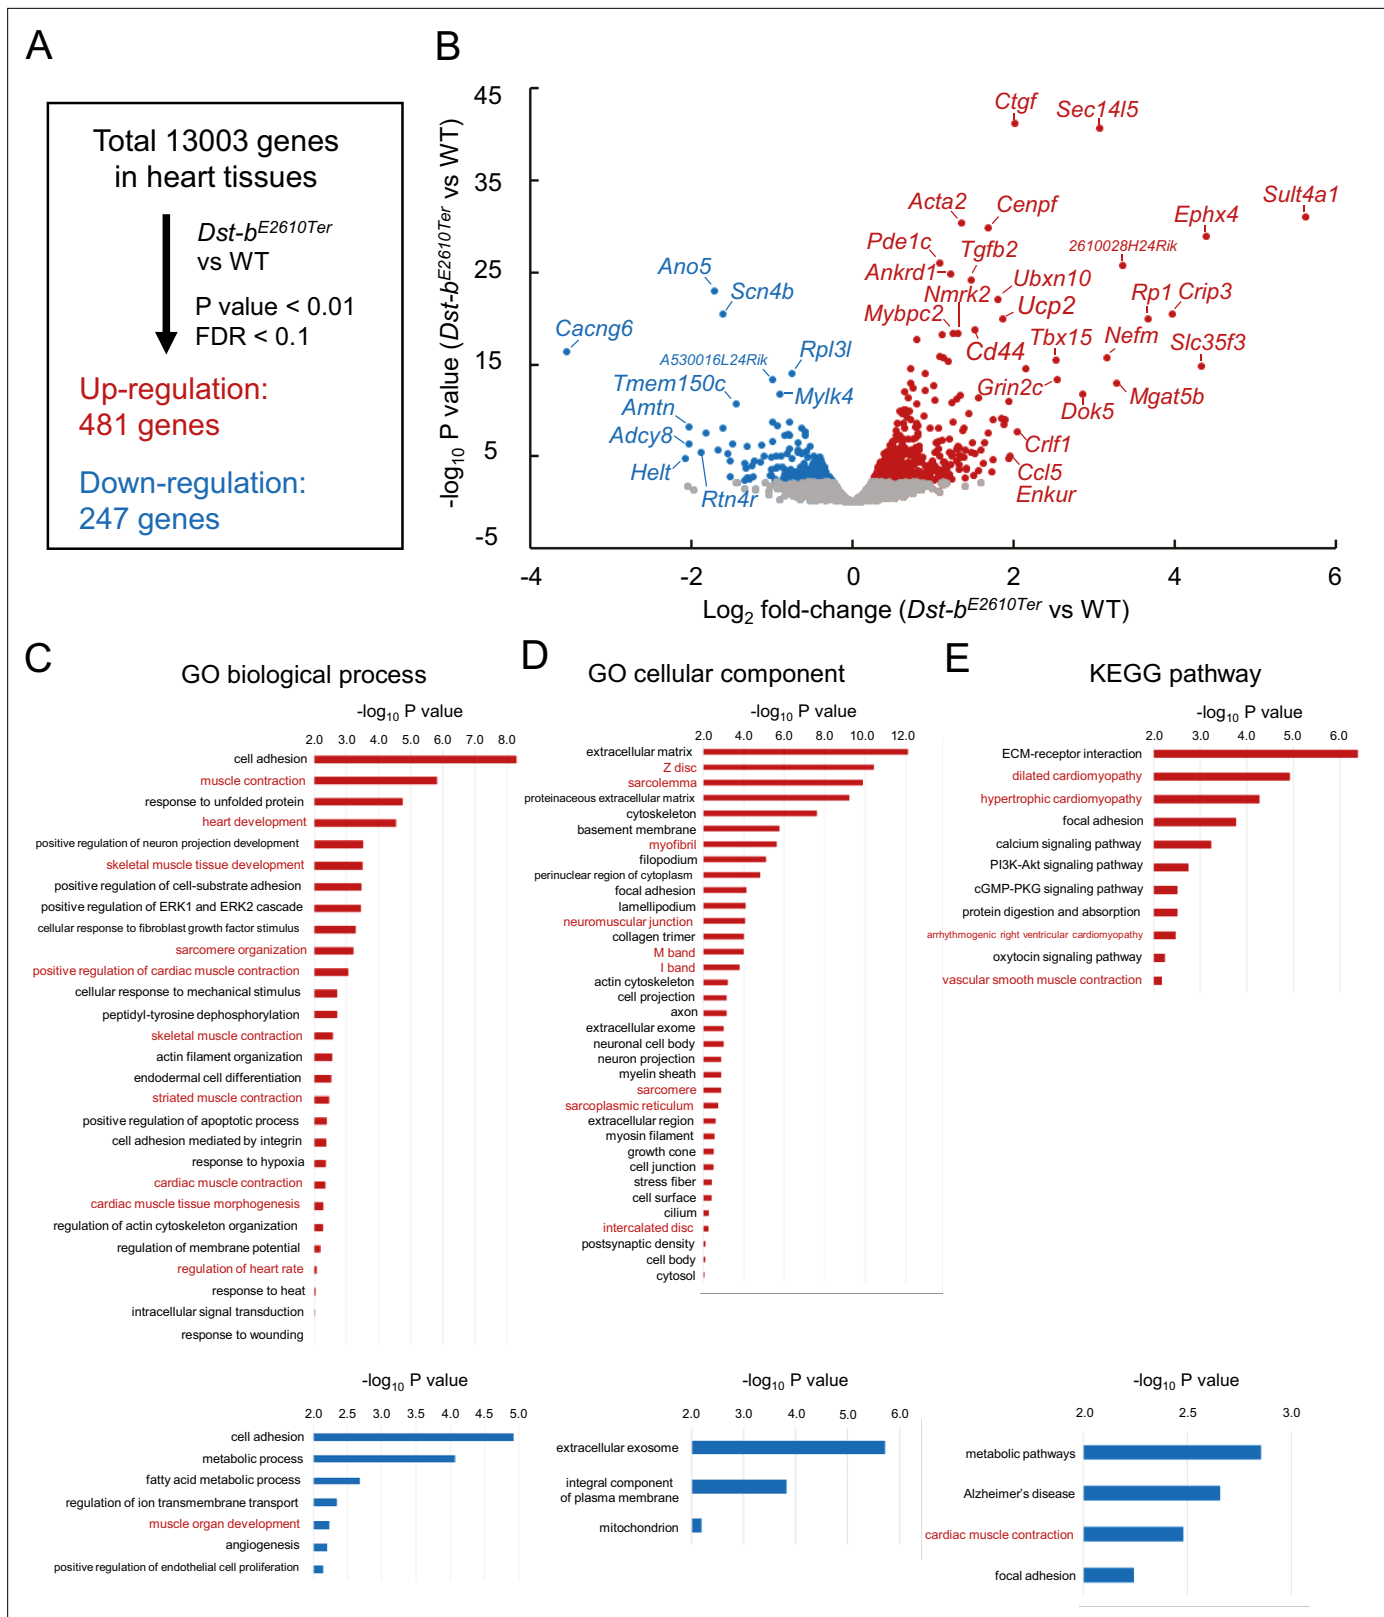 A
Total 13003 genes
in heart tissues
Dst-b^E2610Ter
vs WT
P value < 0.01
FDR < 0.1
Up-regulation:
481 genes
Down-regulation:
247 genes
B
-log10 P value (Dst-b^E2610Ter vs WT)
45
35
25
15
5
-5
-4
-2
0
2
4
6
Log2 fold-change (Dst-b^E2610Ter vs WT)
Ctgf
Sec14l5
Sult4a1
Acta2
Cenpf
Ephx4
Pde1c
Tgfb2
2610028H24Rik
Ankrd1
Ubxn10
Nmrk2
Rp1
Crip3
Mybpc2
Ucp2
Cd44
Tbx15
Nefm
Slc35f3
Grin2c
Mgat5b
Dok5
Crlf1
Ccl5
Enkur
Ano5
Scn4b
Cacng6
Rpl3l
A530016L24Rik
Tmem150c
Mylk4
Amtn
Adcy8
Helt
Rtn4r
C
GO biological process
-log10 P value
2.0 3.0 4.0 5.0 6.0 7.0 8.0
cell adhesion
muscle contraction
response to unfolded protein
heart development
positive regulation of neuron projection development
skeletal muscle tissue development
positive regulation of cell-substrate adhesion
positive regulation of ERK1 and ERK2 cascade
cellular response to fibroblast growth factor stimulus
sarcomere organization
positive regulation of cardiac muscle contraction
cellular response to mechanical stimulus
peptidyl-tyrosine dephosphorylation
skeletal muscle contraction
actin filament organization
endodermal cell differentiation
striated muscle contraction
positive regulation of apoptotic process
cell adhesion mediated by integrin
response to hypoxia
cardiac muscle contraction
cardiac muscle tissue morphogenesis
regulation of actin cytoskeleton organization
regulation of membrane potential
regulation of heart rate
response to heat
intracellular signal transduction
response to wounding
-log10 P value
2.0 2.5 3.0 3.5 4.0 4.5 5.0
cell adhesion
metabolic process
fatty acid metabolic process
regulation of ion transmembrane transport
muscle organ development
angiogenesis
positive regulation of endothelial cell proliferation
D
GO cellular component
-log10 P value
2.0 4.0 6.0 8.0 10.0 12.0
extracellular matrix
Z disc
sarcolemma
proteinaceous extracellular matrix
cytoskeleton
basement membrane
myofibril
filopodium
perinuclear region of cytoplasm
focal adhesion
lamellipodium
neuromuscular junction
collagen trimer
M band
I band
actin cytoskeleton
cell projection
axon
extracellular exome
neuronal cell body
neuron projection
myelin sheath
sarcomere
sarcoplasmic reticulum
extracellular region
myosin filament
growth cone
cell junction
stress fiber
cell surface
cilium
intercalated disc
postsynaptic density
cell body
cytosol
-log10 P value
2.0 3.0 4.0 5.0 6.0
extracellular exosome
integral component
of plasma membrane
mitochondrion
E
KEGG pathway
-log10 P value
2.0 3.0 4.0 5.0 6.0
ECM-receptor interaction
dilated cardiomyopathy
hypertrophic cardiomyopathy
focal adhesion
calcium signaling pathway
PI3K-Akt signaling pathway
cGMP-PKG signaling pathway
protein digestion and absorption
arrhythmogenic right ventricular cardiomyopathy
oxytocin signaling pathway
vascular smooth muscle contraction
-log10 P value
2.0 2.5 3.0
metabolic pathways
Alzheimer's disease
cardiac muscle contraction
focal adhesion